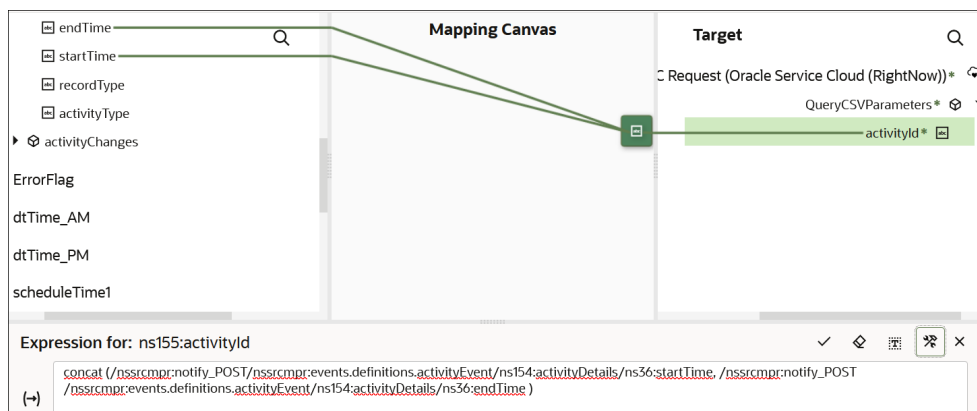 endTime
startTime
recordType
activityType
activityChanges
ErrorFlag
dtTime_AM
dtTime_PM
scheduleTime1
Mapping Canvas
Target
C Request (Oracle Service Cloud (RightNow))*
QueryCSVParameters*
activityId*
Expression for: ns155:activityId
concat (/nssrcmpr:notify_POST/nssrcmpr:events.definitions.activityEvent/ns154:activityDetails/ns36:startTime, /nssrcmpr:notify_POST
/nssrcmpr:events.definitions.activityEvent/ns154:activityDetails/ns36:endTime )